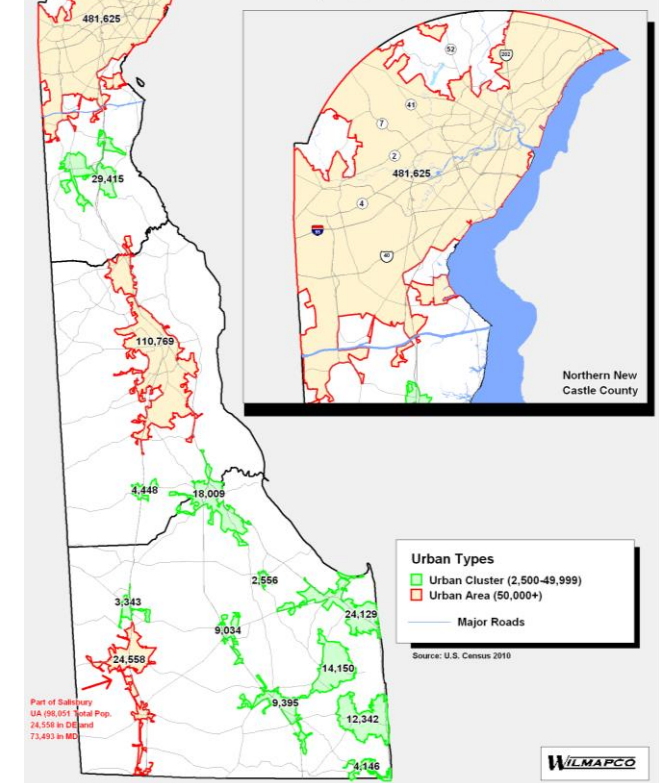 481,625
29,415
110,769
4,448
18,009
2,556
3,343
24,129
9,034
24,558
14,150
9,395
12,342
4,146
Part of Salisbury
UA (98,051 Total Pop.
24,558 in DE and
73,493 in MD
52
202
41
7
2
481,625
4
95
40
Northern New
Castle County
Urban Types
Urban Cluster (2,500-49,999)
Urban Area (50,000+)
Major Roads
Source: U.S. Census 2010
WILMAPCO